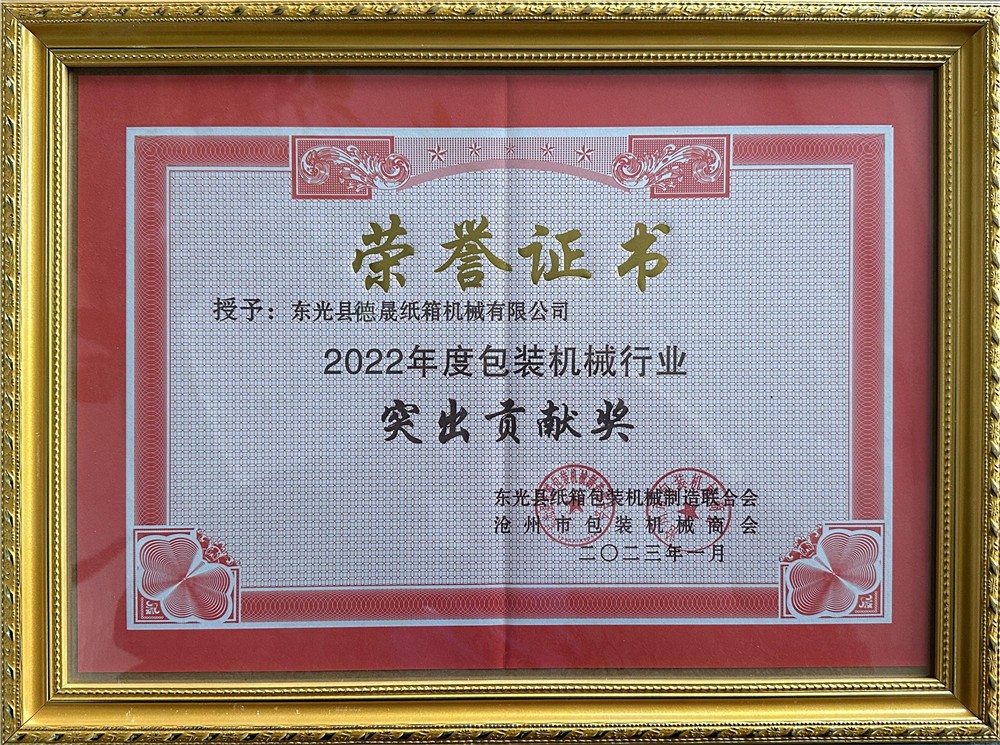 荣誉证书
授予：东光县德晟纸箱机械有限公司
2022年度包装机械行业
突出贡献奖
东光县纸箱包装机械制造联合会
沧州市包装机械商会
二〇二三年一月